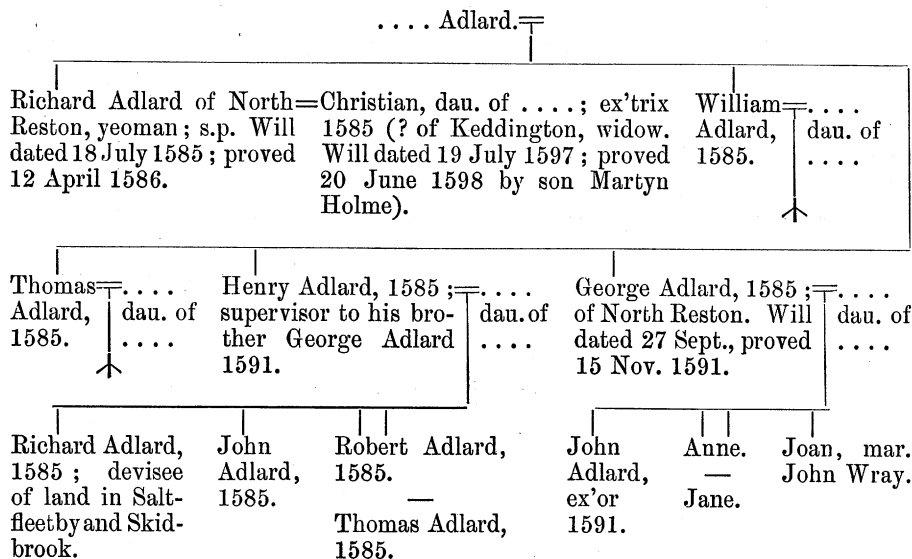 .... Adlard.
Richard Adlard of North
Reston, yeoman; s.p. Will
dated 18 July 1585; proved
12 April 1586.
=Christian, dau. of ....; ex'trix
1585 (? of Keddington, widow.
Will dated 19 July 1597; proved
20 June 1598 by son Martyn
Holme).
William=....
Adlard, dau. of
1585. ....
Thomas=....
Adlard, dau. of
1585. ....
Henry Adlard, 1585;=....
supervisor to his bro- dau. of
ther George Adlard ....
1591.
George Adlard, 1585;=....
of North Reston. Will dau. of
dated 27 Sept., proved ....
15 Nov. 1591.
Richard Adlard,
1585; devisee
of land in Salt-
fleetby and Skid-
brook.
John
Adlard,
1585.
Robert Adlard,
1585.
—
Thomas Adlard,
1585.
John
Adlard,
ex'or
1591.
Anne.
—
Jane.
Joan, mar.
John Wray.